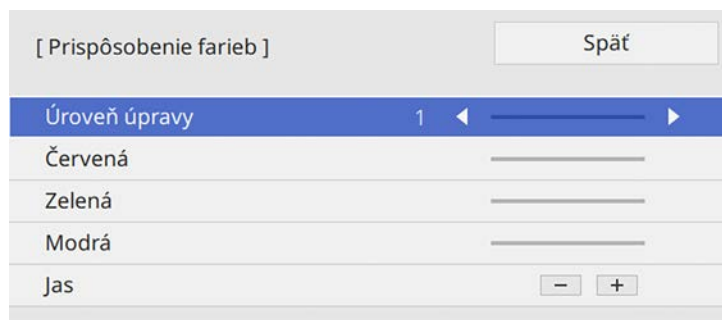 [ Prispôsobenie farieb ] Späť
Úroveň úpravy 1
Červená
Zelená
Modrá
Jas − +